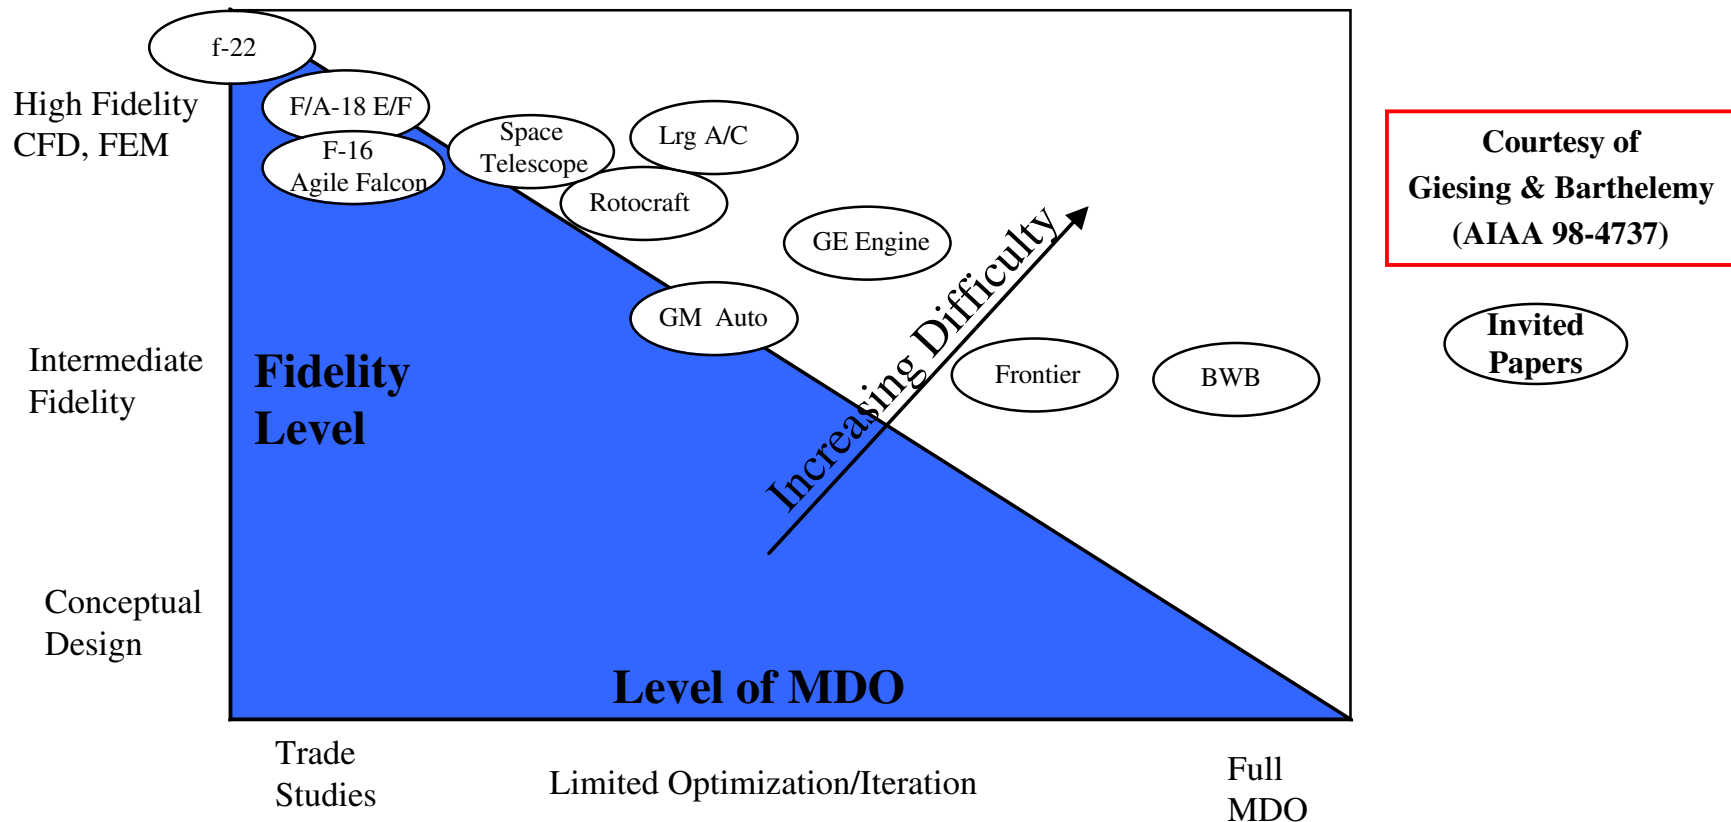 f-22
High Fidelity
CFD, FEM
F/A-18 E/F
F-16
Agile Falcon
Space
Telescope
Lrg A/C
Rotocraft
GE Engine
GM Auto
Increasing Difficulty
Frontier
BWB
Courtesy of
Giesing & Barthelemy
(AIAA 98-4737)
Invited
Papers
Intermediate
Fidelity
Fidelity
Level
Conceptual
Design
Level of MDO
Trade
Studies
Limited Optimization/Iteration
Full
MDO